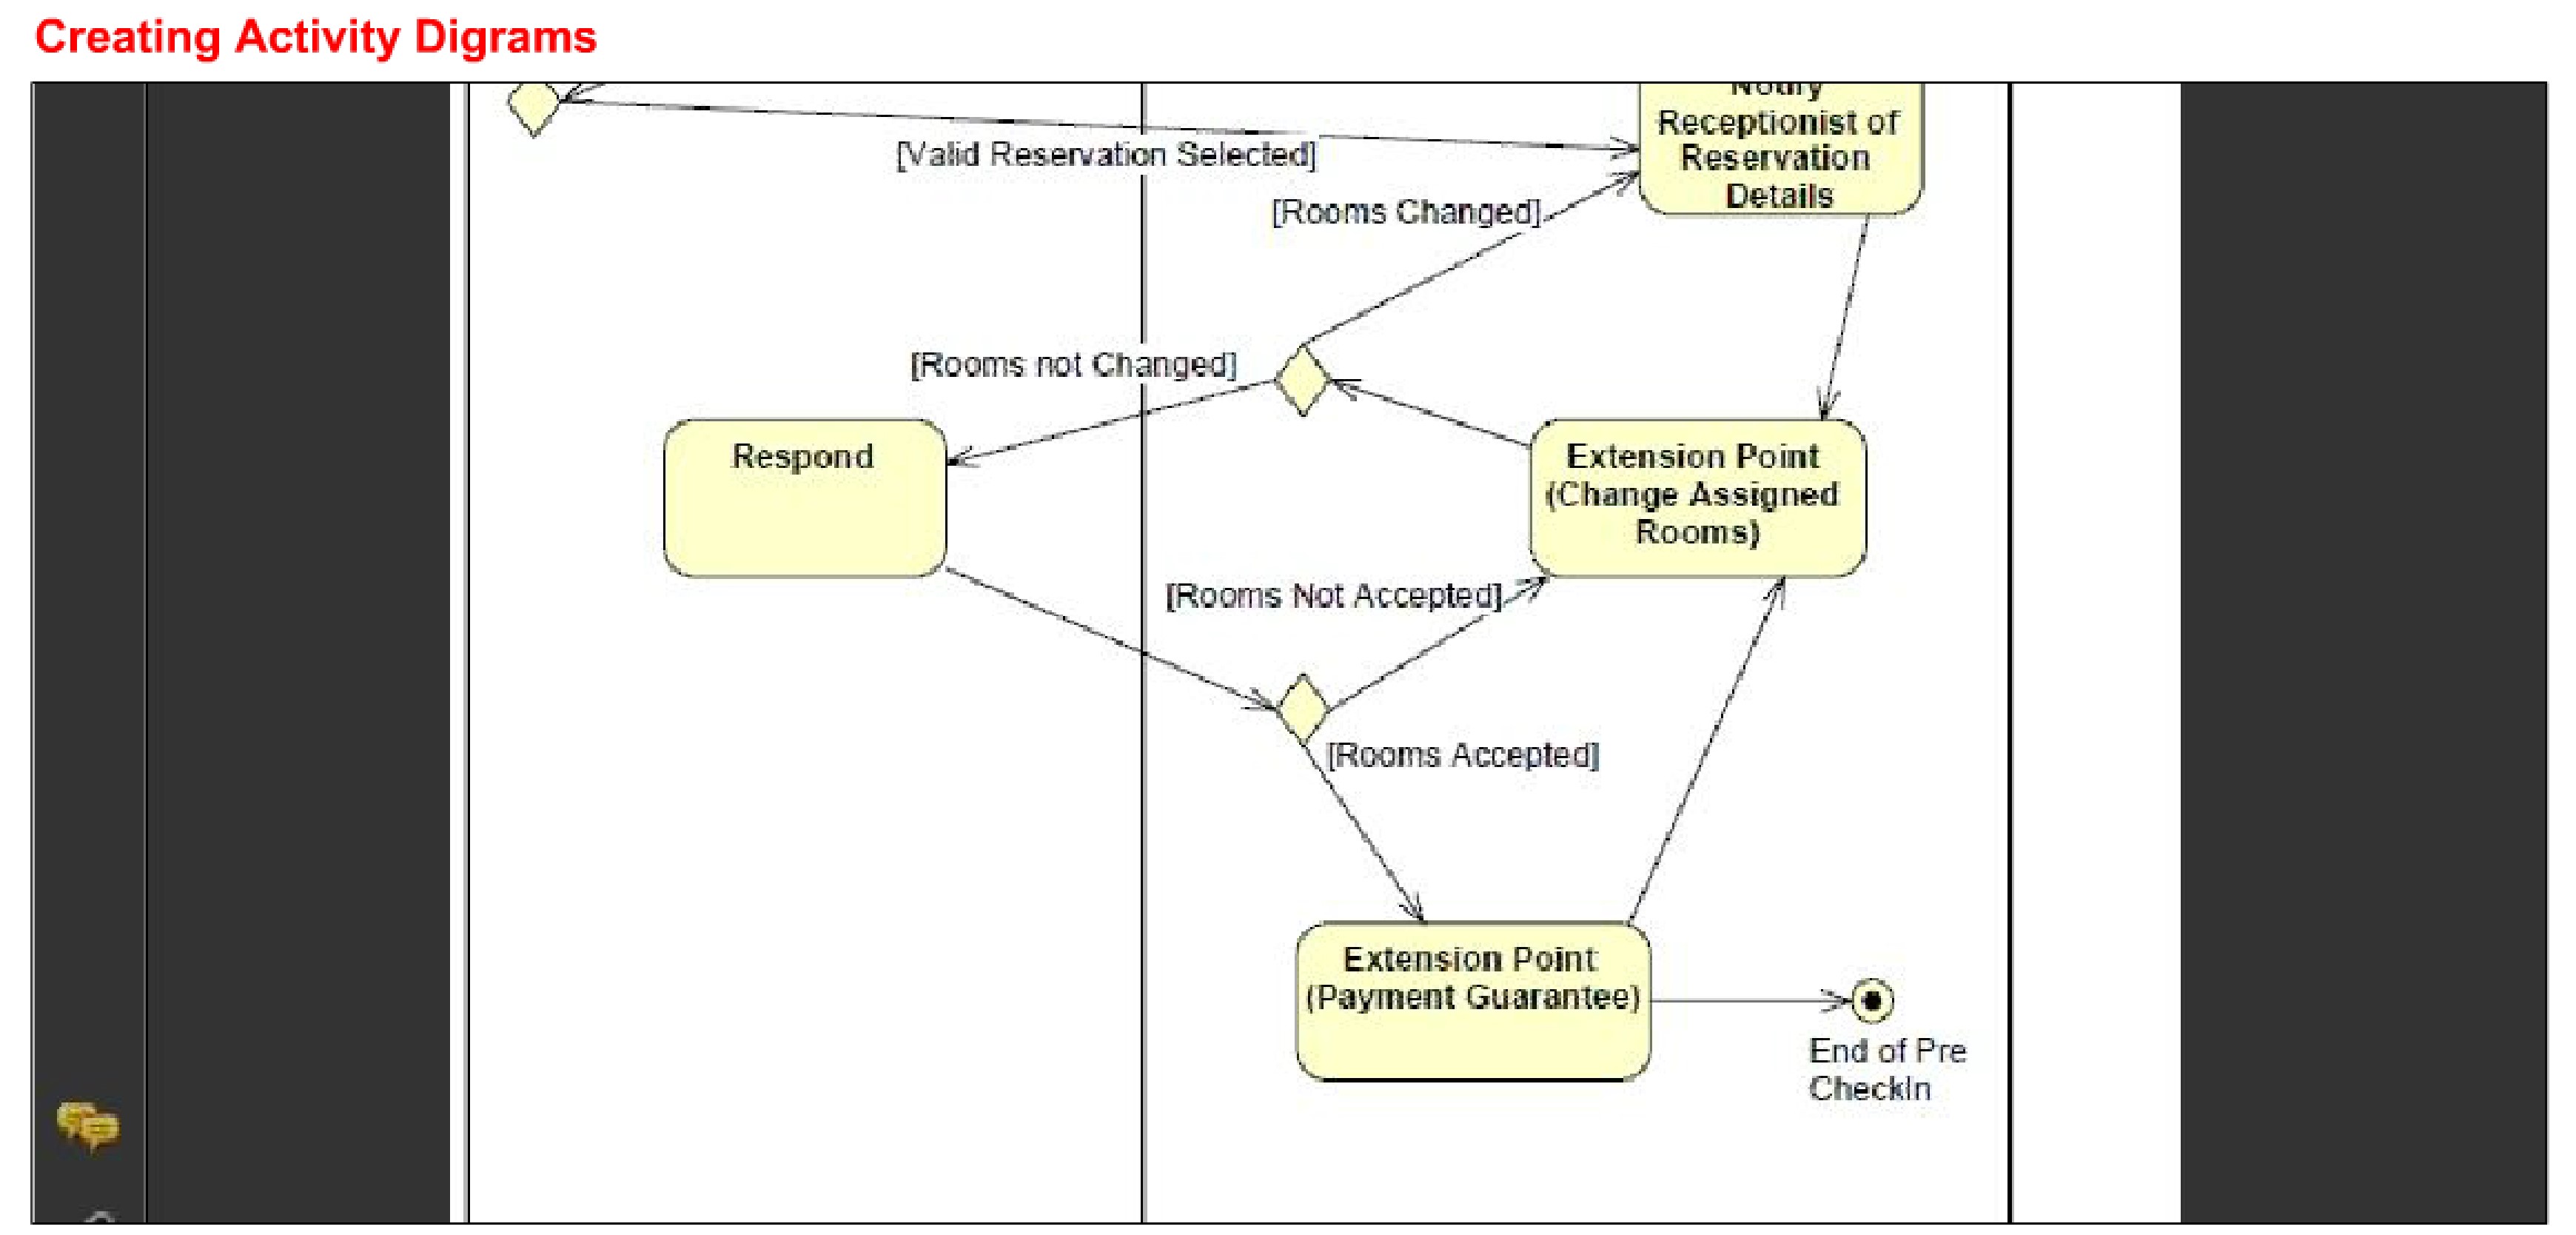 Creating Activity Digrams
Notify
Receptionist of
Reservation
Details
[Valid Reservation Selected]
[Rooms Changed]
[Rooms not Changed]
Respond
Extension Point
(Change Assigned
Rooms)
[Rooms Not Accepted]
[Rooms Accepted]
Extension Point
(Payment Guarantee)
End of Pre
CheckIn